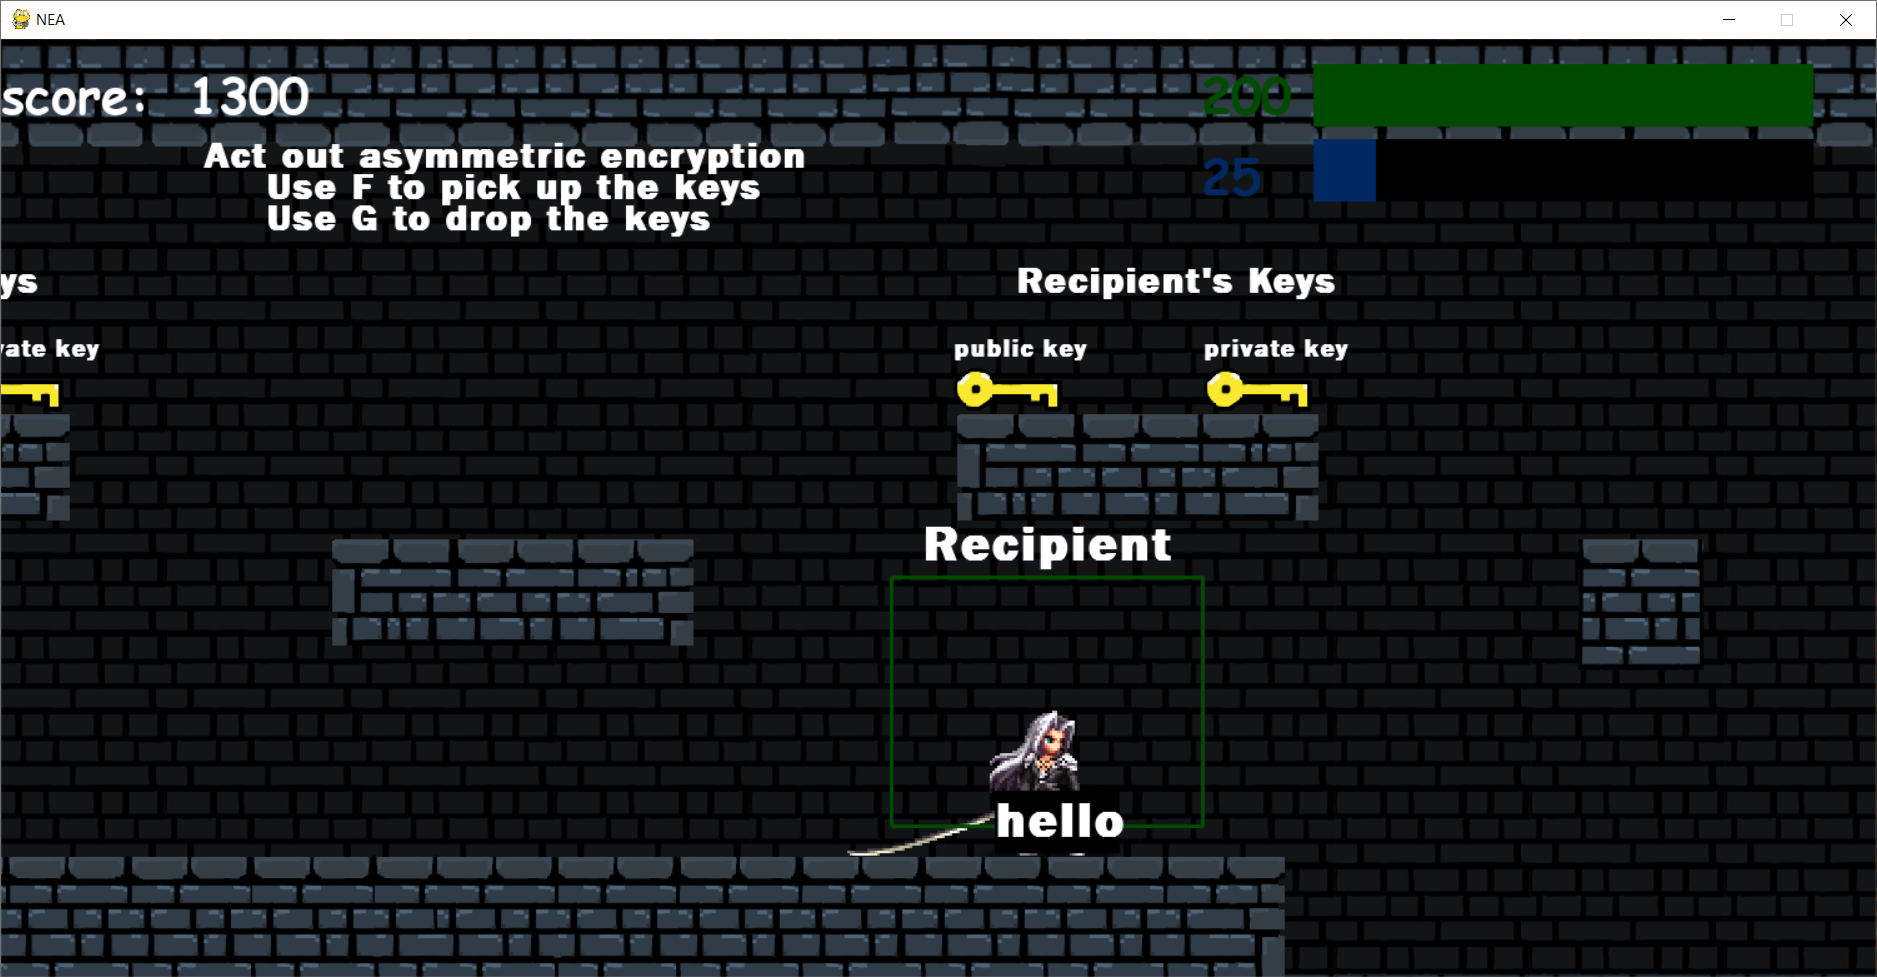 NEA
score: 1300
200
Act out asymmetric encryption
Use F to pick up the keys
Use G to drop the keys
25
ys
Recipient's Keys
vate key
public key
private key
Recipient
hello